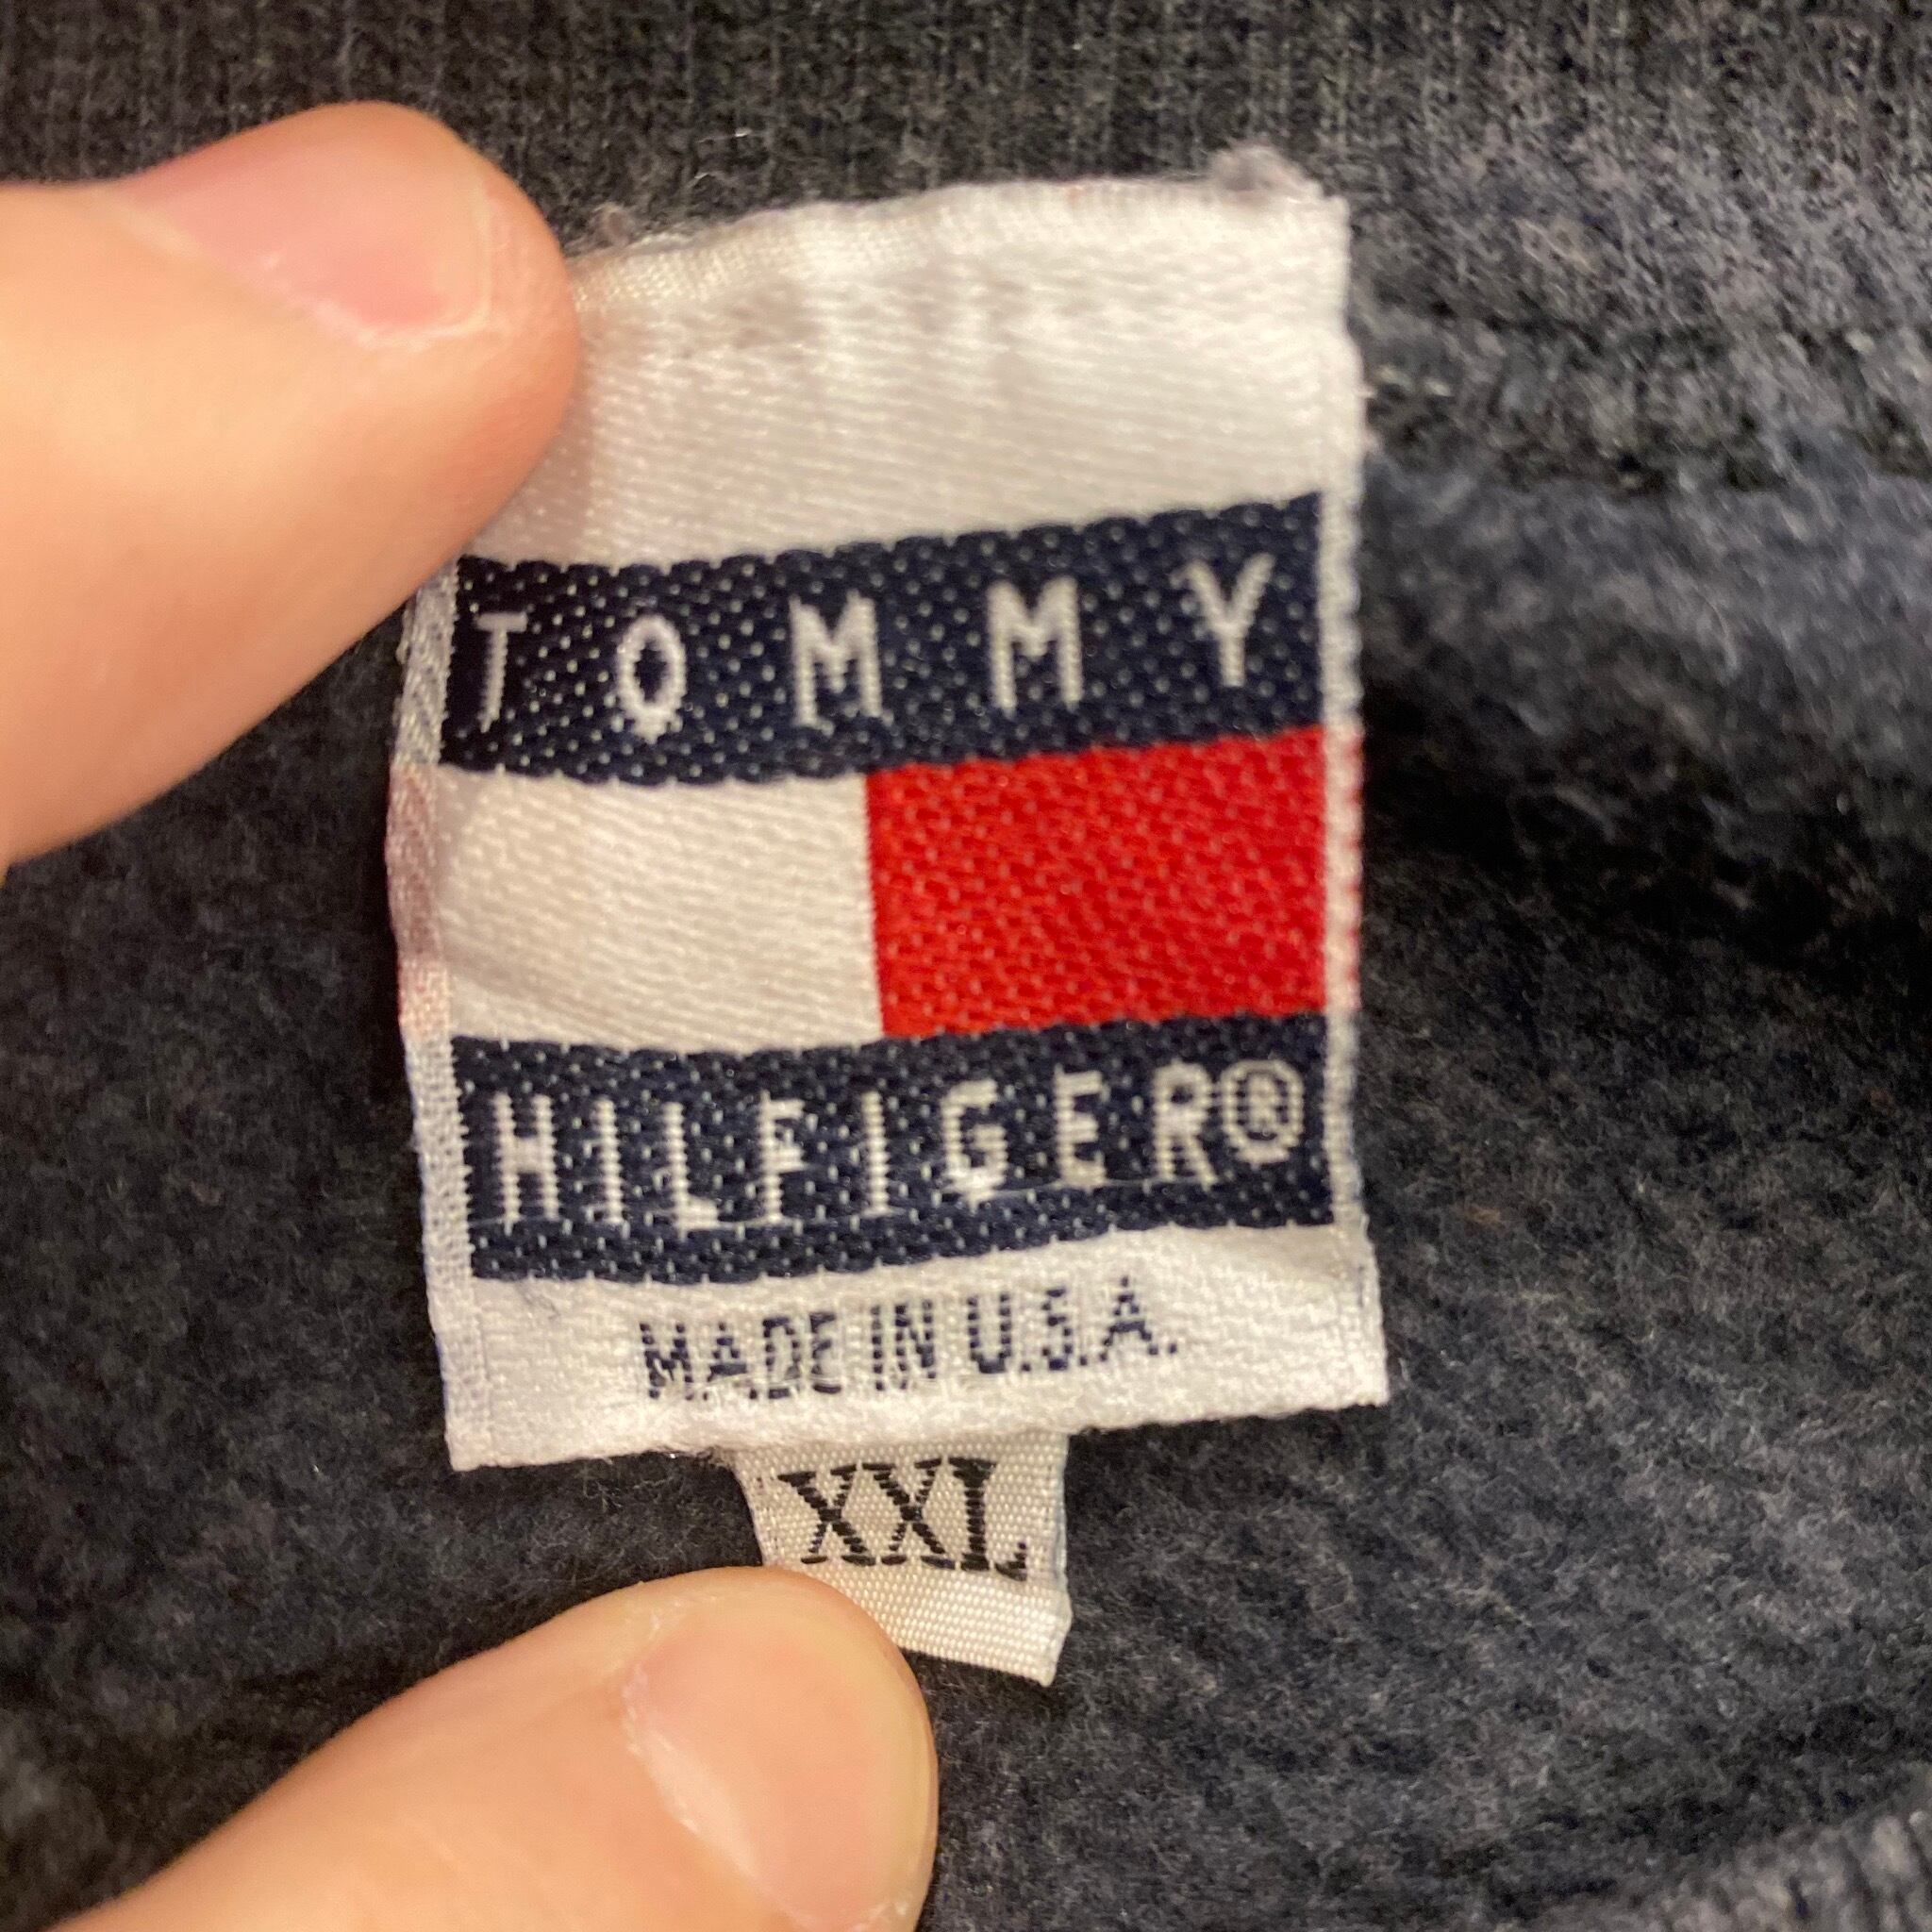 TOMMY
HILFIGER®
MADE IN U.S.A.
XXL